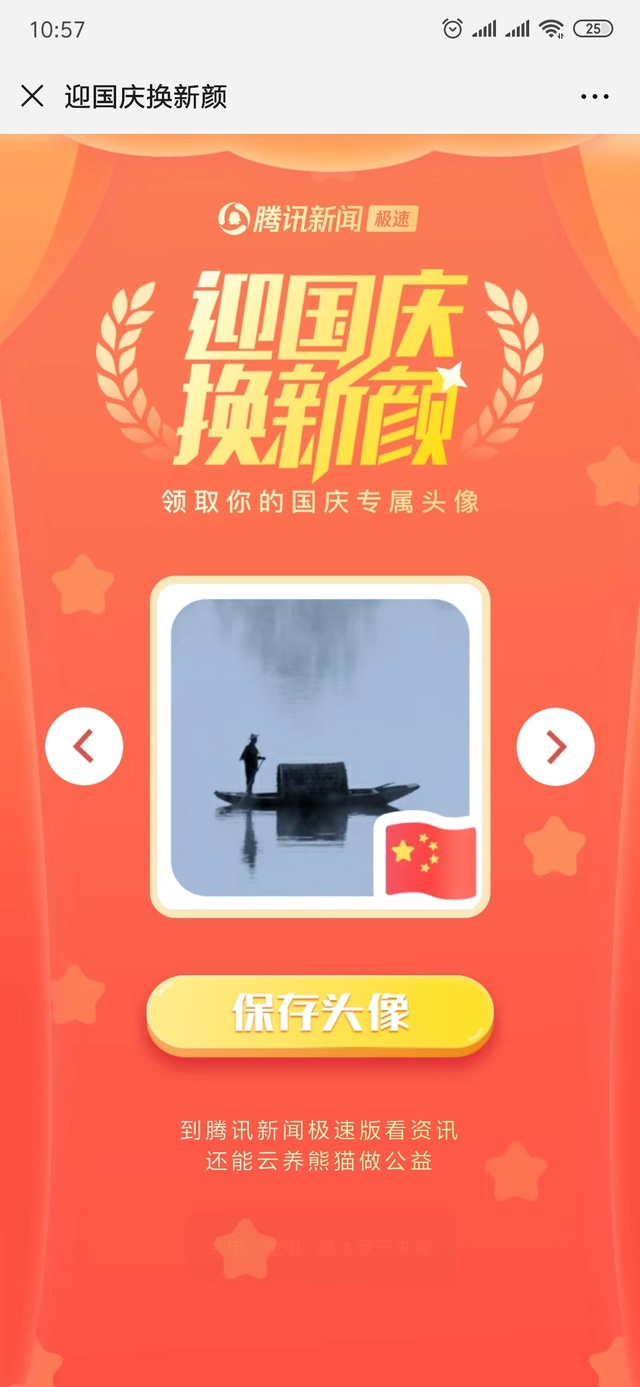 10:57
25
迎国庆换新颜
腾讯新闻 极速
迎国庆
换新颜
领取你的国庆专属头像
保存头像
到腾讯新闻极速版看资讯
还能云养熊猫做公益